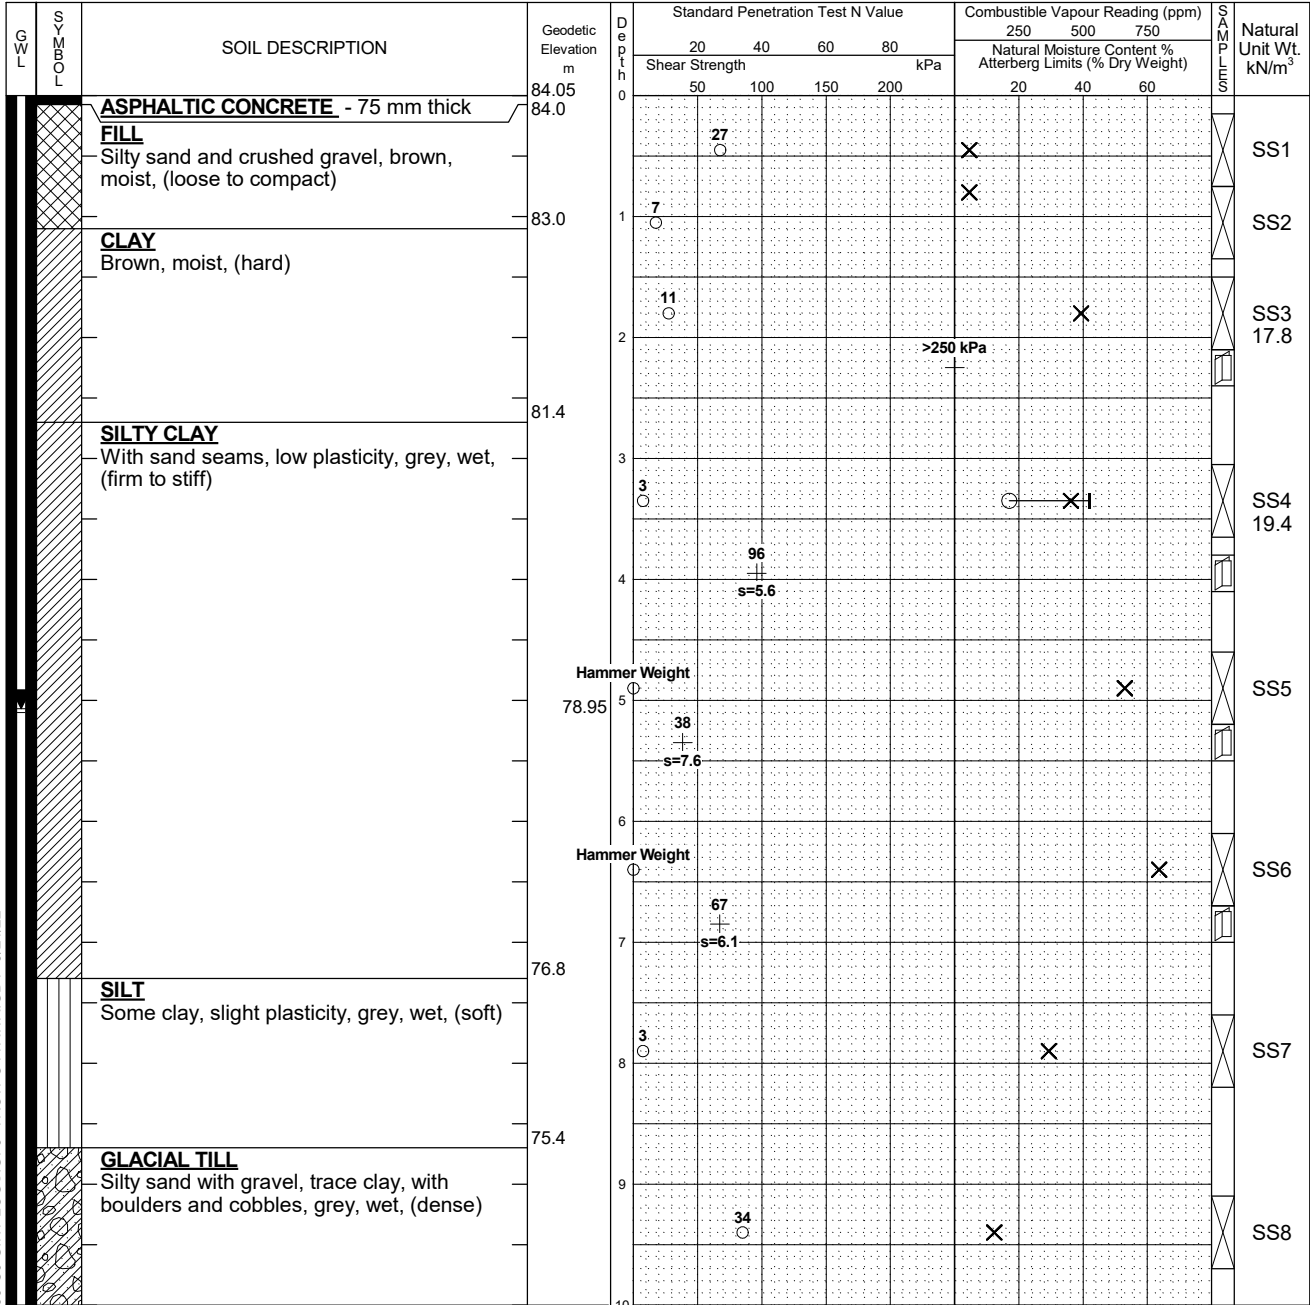 GWL
SYMBOL
SOIL DESCRIPTION
Geodetic
Elevation
m
Depth
Standard Penetration Test N Value
20 40 60 80
Shear Strength kPa
50 100 150 200
Combustible Vapour Reading (ppm)
250 500 750
Natural Moisture Content %
Atterberg Limits (% Dry Weight)
20 40 60
SAMPLES
Natural
Unit Wt.
kN/m³
84.05
0
ASPHALTIC CONCRETE - 75 mm thick
84.0
FILL
Silty sand and crushed gravel, brown,
moist, (loose to compact)
27
SS1
83.0
1
7
SS2
CLAY
Brown, moist, (hard)
11
SS3
17.8
2
>250 kPa
81.4
SILTY CLAY
With sand seams, low plasticity, grey, wet,
(firm to stiff)
3
3
SS4
19.4
96
4
s=5.6
Hammer Weight
SS5
78.95
5
38
s=7.6
6
Hammer Weight
SS6
67
s=6.1
7
76.8
SILT
Some clay, slight plasticity, grey, wet, (soft)
3
SS7
8
75.4
GLACIAL TILL
Silty sand with gravel, trace clay, with
boulders and cobbles, grey, wet, (dense)
9
34
SS8
10